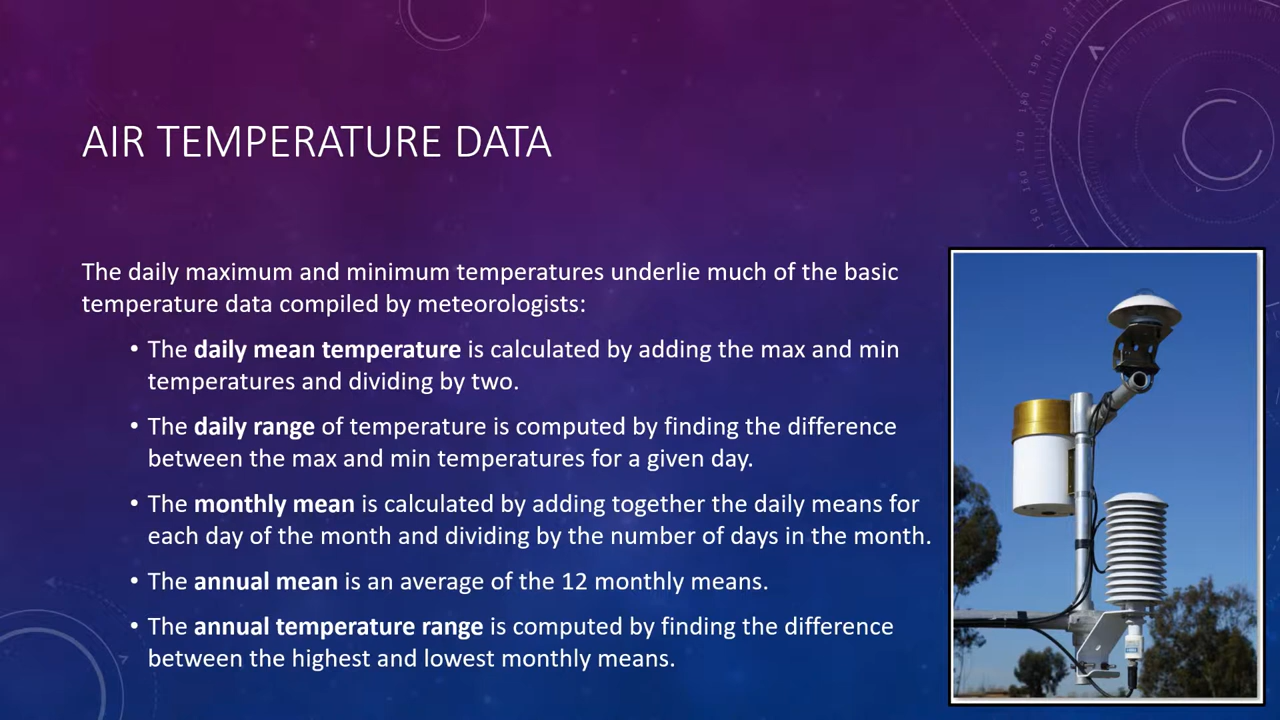 AIR TEMPERATURE DATA
The daily maximum and minimum temperatures underlie much of the basic
temperature data compiled by meteorologists:
• The daily mean temperature is calculated by adding the max and min
temperatures and dividing by two.
• The daily range of temperature is computed by finding the difference
between the max and min temperatures for a given day.
• The monthly mean is calculated by adding together the daily means for
each day of the month and dividing by the number of days in the month.
• The annual mean is an average of the 12 monthly means.
• The annual temperature range is computed by finding the difference
between the highest and lowest monthly means.
200
190
170
160
150